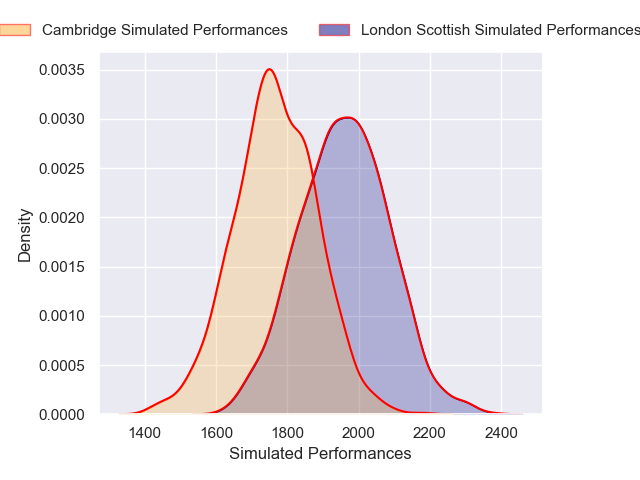 Cambridge Simulated Performances
London Scottish Simulated Performances
0.0035
0.0030
0.0025
0.0020
0.0015
0.0010
0.0005
0.0000
Density
1400 1600 1800 2000 2200 2400
Simulated Performances